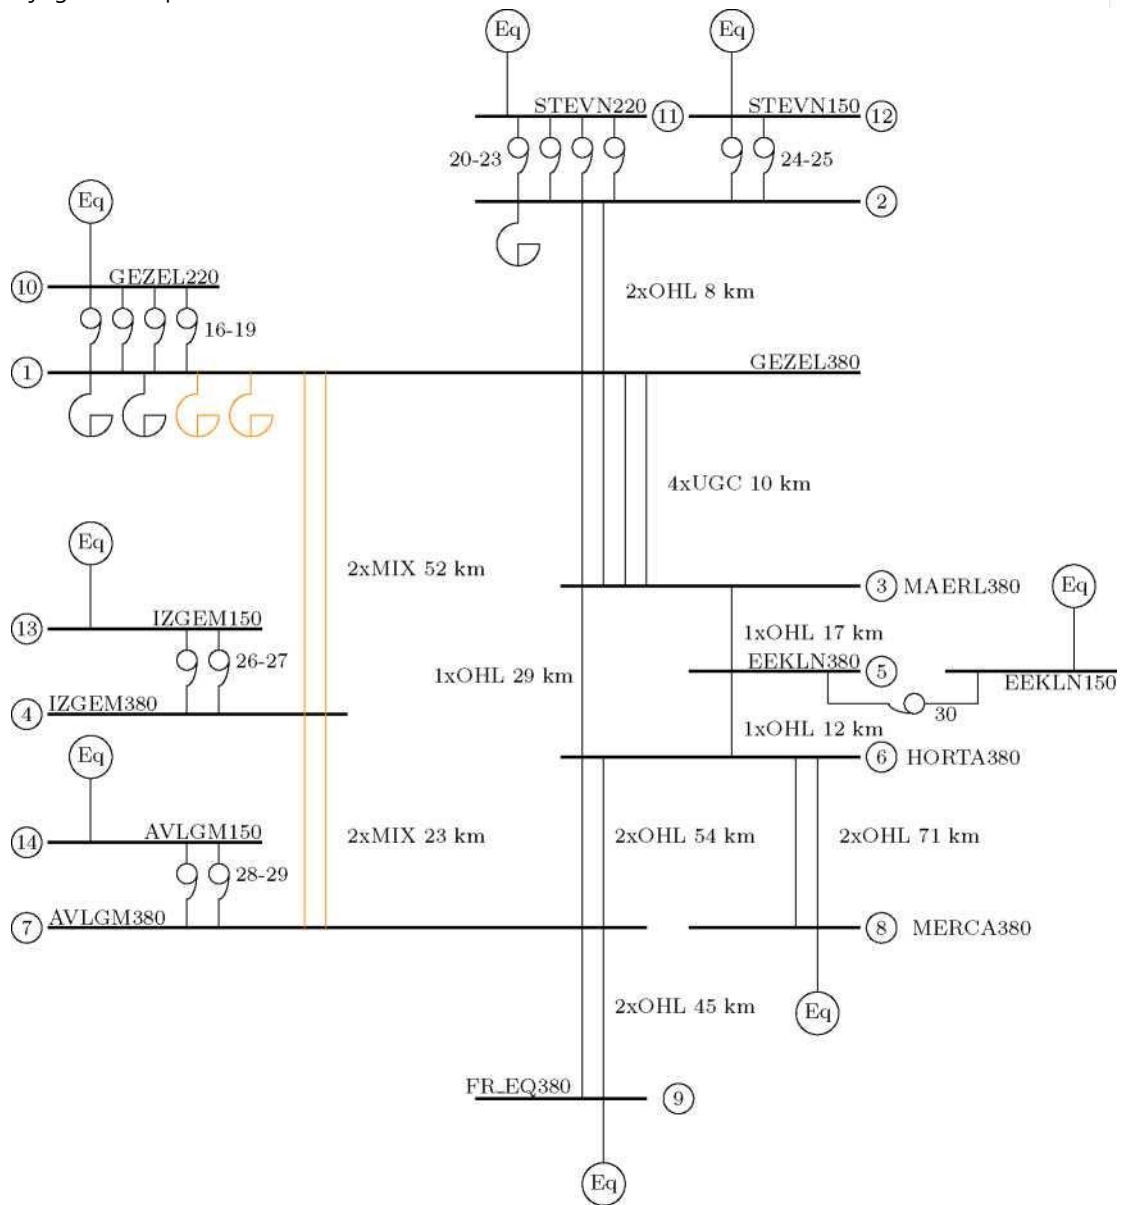 Eq
Eq
STEVN220
11
STEVN150
12
20-23
24-25
2
Eq
10
GEZEL220
2xOHL 8 km
16-19
1
GEZEL380
4xUGC 10 km
Eq
2xMIX 52 km
3
MAERL380
Eq
13
IZGEM150
1xOHL 17 km
26-27
1xOHL 29 km
EEKLN380
5
EEKLN150
4
IZGEM380
30
1xOHL 12 km
Eq
6
HORTA380
14
AVLGM150
2xMIX 23 km
2xOHL 54 km
2xOHL 71 km
28-29
7
AVLGM380
8
MERCA380
2xOHL 45 km
Eq
FR_EQ380
9
Eq